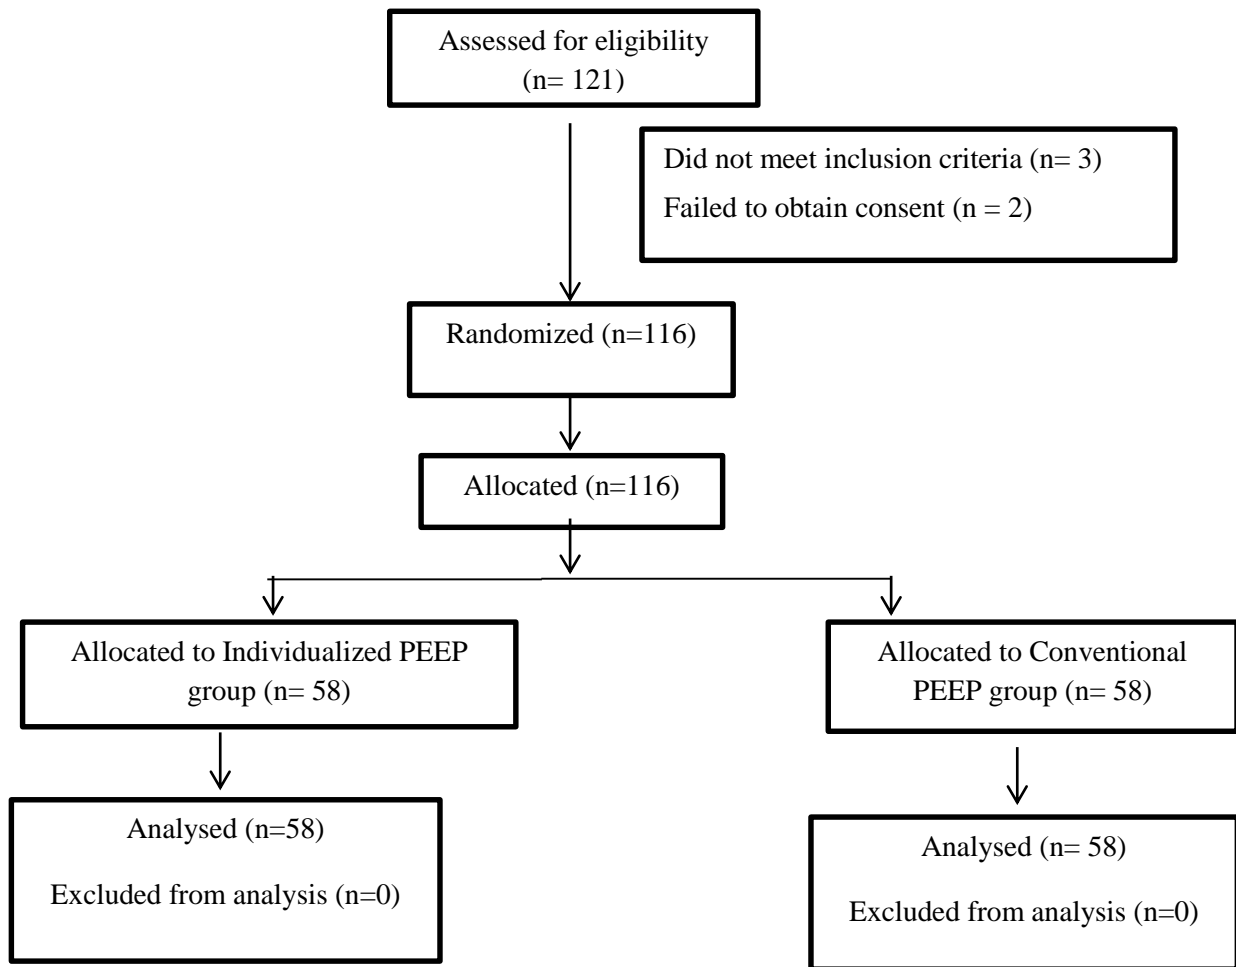 Assessed for eligibility
(n= 121)
Did not meet inclusion criteria (n= 3)
Failed to obtain consent (n = 2)
Randomized (n=116)
Allocated (n=116)
Allocated to Individualized PEEP
group (n= 58)
Allocated to Conventional
PEEP group (n= 58)
Analysed (n=58)
Excluded from analysis (n=0)
Analysed (n= 58)
Excluded from analysis (n=0)